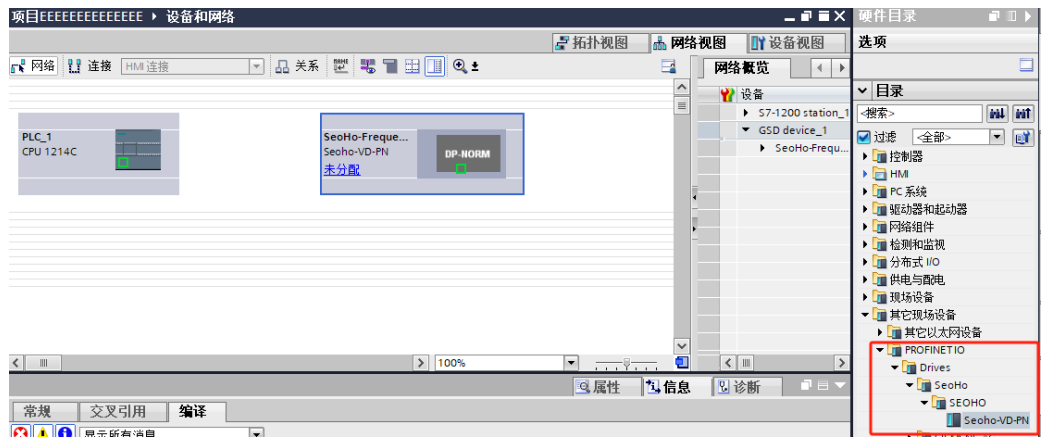 项目EEEEEEEEEEEEEE ▸ 设备和网络
硬件目录
拓扑视图
网络视图
设备视图
选项
网络
连接
HMI 连接
关系
网络概览
设备
S7-1200 station_1
GSD device_1
SeoHo-Frequ...
PLC_1
CPU 1214C
SeoHo-Freque...
Seoho-VD-PN
未分配
DP-NORM
100%
属性
信息
诊断
常规
交叉引用
编译
显示所有消息
目录
<搜索>
过滤
<全部>
控制器
HMI
PC 系统
驱动器和起动器
网络组件
检测和监视
分布式 I/O
供电与配电
现场设备
其它现场设备
其它以太网设备
PROFINET IO
Drives
SeoHo
SEOHO
Seoho-VD-PN